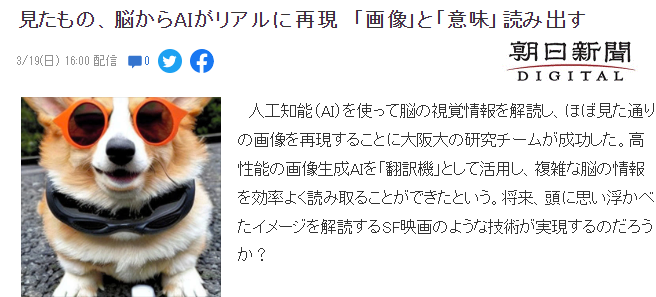 見たもの、脳からAIがリアルに再現 「画像」と「意味」読み出す
3/19(日) 16:00 配信 0
朝日新聞
DIGITAL
人工知能(AI)を使って脳の視覚情報を解読し、ほぼ見た通り
の画像を再現することに大阪大の研究チームが成功した。高
性能の画像生成AIを「翻訳機」として活用し、複雑な脳の情報
を効率よく読み取ることができたという。将来、頭に思い浮かべ
たイメージを解読するSF映画のような技術が実現するのだろう
か?